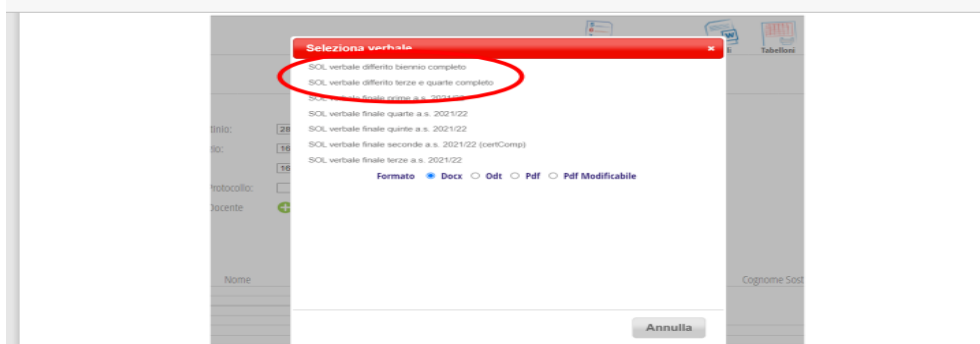 Seleziona verbale
Tabelloni
SOL verbale differito biennio completo
SOL verbale differito terze e quarte completo
SOL verbale finale prime a.s. 2021/22
SOL verbale finale quarte a.s. 2021/22
SOL verbale finale quinte a.s. 2021/22
SOL verbale finale seconde a.s. 2021/22 (certComp)
SOL verbale finale terze a.s. 2021/22
Formato Docx Odt Pdf Pdf Modificabile
28
16
16
Protocollo:
Docente
Nome
Cognome Sost
Annulla